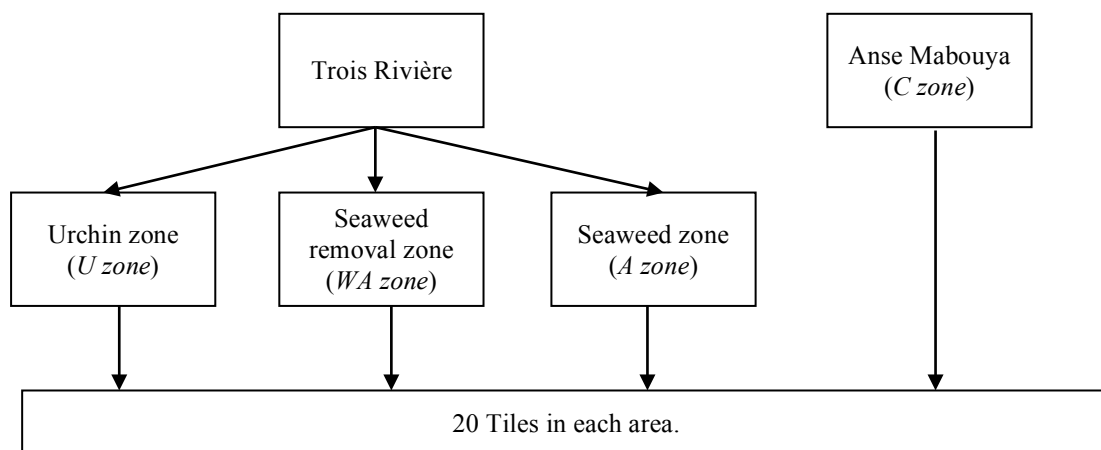 Trois Rivière
Anse Mabouya
(C zone)
Urchin zone
(U zone)
Seaweed
removal zone
(WA zone)
Seaweed zone
(A zone)
20 Tiles in each area.